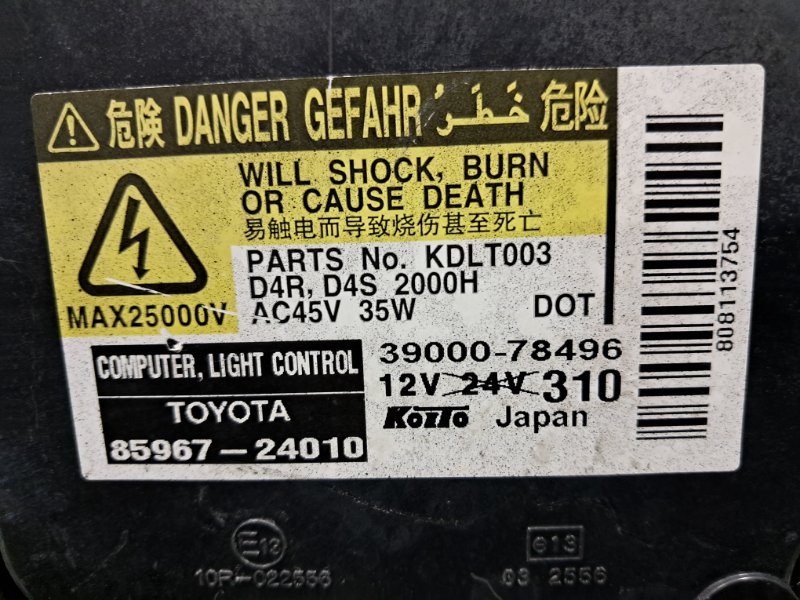 危険 DANGER GEFAHR خَطَر 危险
WILL SHOCK, BURN
OR CAUSE DEATH
易触电而导致烧伤甚至死亡
MAX25000V
PARTS No. KDLT003
D4R, D4S 2000H
AC45V 35W DOT
COMPUTER, LIGHT CONTROL
TOYOTA
85967-24010
39000-78496
12V 24V 310
KOITO Japan
808113754
E13
10R-022556
e13
03 2556